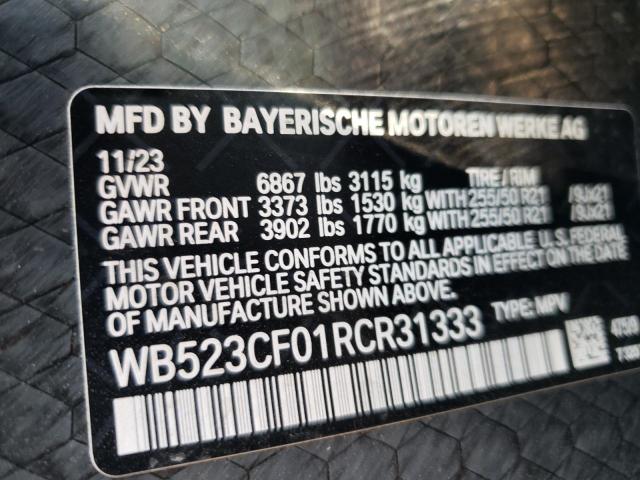 MFD BY BAYERISCHE MOTOREN WERKE AG
11/23 TIRE/RIM
GVWR 6867 lbs 3115 kg
GAWR FRONT 3373 lbs 1530 kg WITH 255/50 R21 /9Jx21
GAWR REAR 3902 lbs 1770 kg WITH 255/50 R21 /9Jx21
THIS VEHICLE CONFORMS TO ALL APPLICABLE U. S. FEDERAL
MOTOR VEHICLE SAFETY STANDARDS IN EFFECT ON THE DATE
OF MANUFACTURE SHOWN ABOVE.
WB523CF01RCR31333 TYPE: MPV